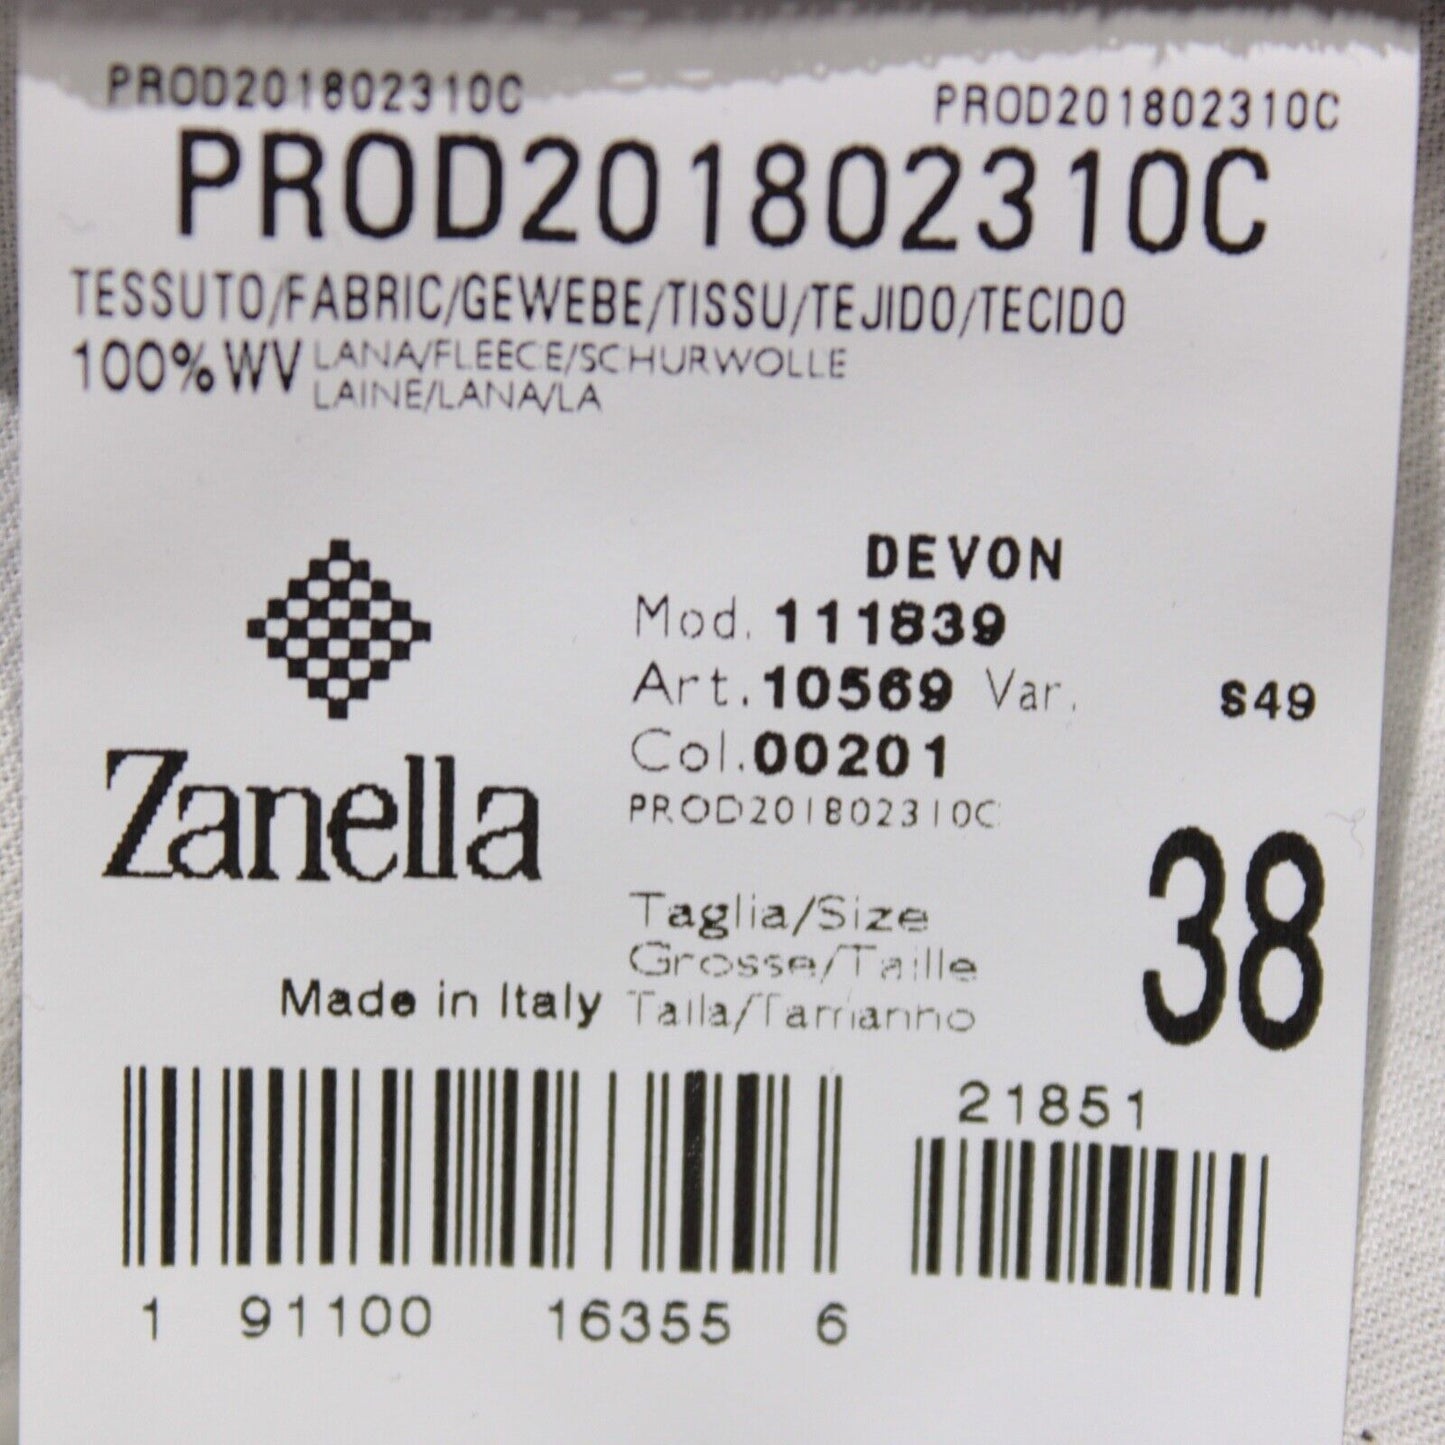 PROD201802310C PROD201802310C
PROD201802310C
TESSUTO/FABRIC/GEWEBE/TISSU/TEJIDO/TECIDO
100% WV LANA/FLEECE/SCHURWOLLE
LAINE/LANA/LA
DEVON
Mod. 111839
Art. 10569 Var. S49
Col. 00201
PROD201802310C
Zanella
Taglia/Size
Grosse/Taille
Talla/Tamanho
38
Made in Italy
21851
1 91100 16355 6